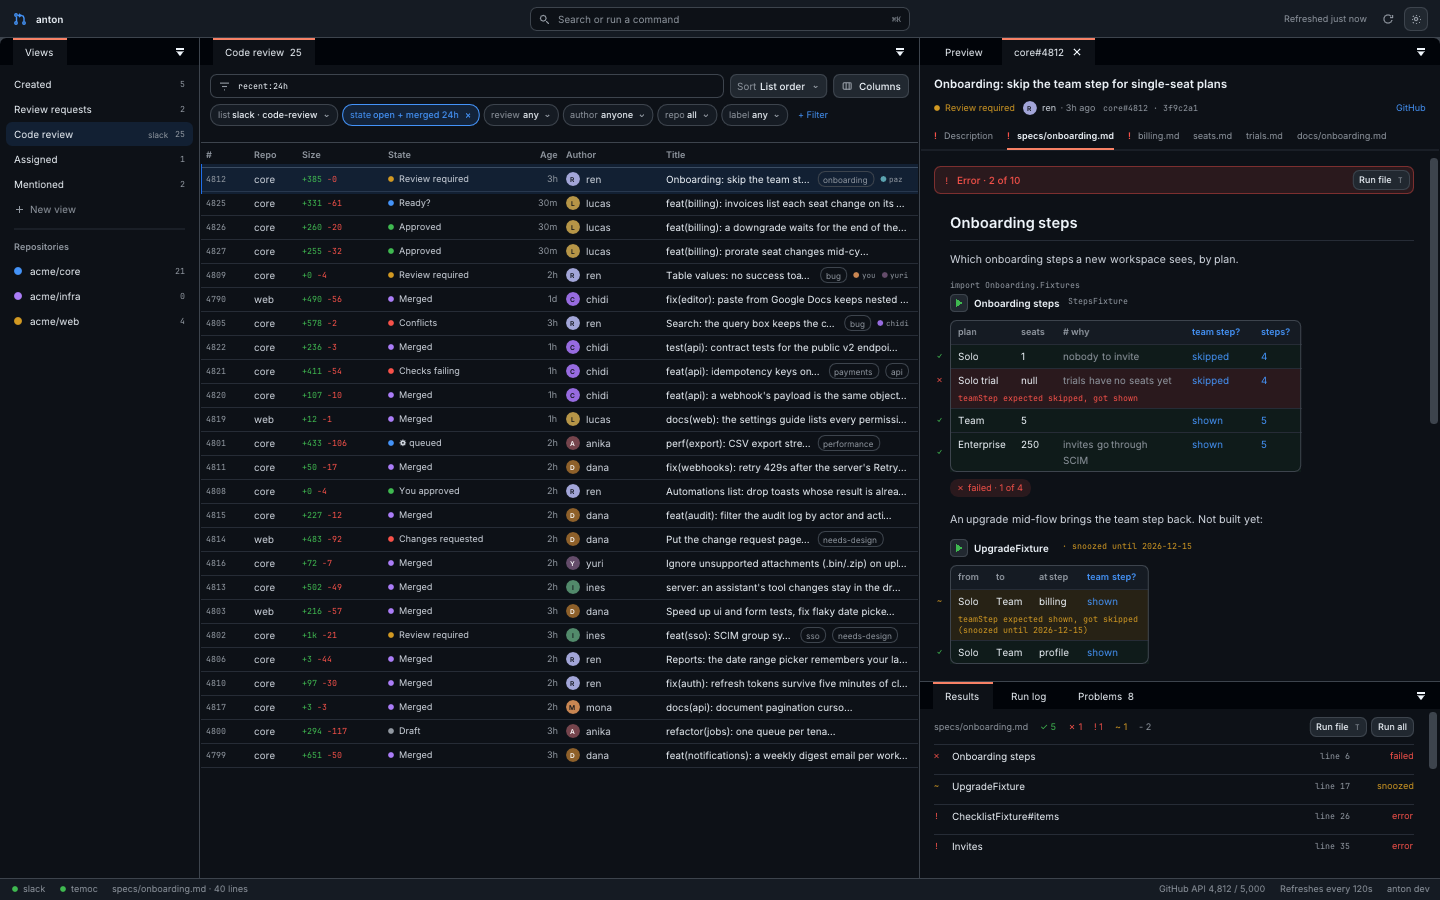 anton
Search or run a command ⌘K
Refreshed just now
Views
Created 5
Review requests 2
Code review slack 25
Assigned 1
Mentioned 2
+ New view
Repositories
acme/core 21
acme/infra 0
acme/web 4
Code review 25
recent:24h
Sort List order
Columns
list slack · code-review
state open + merged 24h ×
review any
author anyone
repo all
label any
+ Filter
# Repo Size State Age Author Title
4812 core +385 -0 Review required 3h R ren Onboarding: skip the team st... onboarding paz
4825 core +331 -61 Ready? 30m L lucas feat(billing): invoices list each seat change on its ...
4826 core +260 -20 Approved 30m L lucas feat(billing): a downgrade waits for the end of the...
4827 core +255 -32 Approved 30m L lucas feat(billing): prorate seat changes mid-cy...
4809 core +0 -4 Review required 2h R ren Table values: no success toa... bug you yuri
4790 web +490 -56 Merged 1d C chidi fix(editor): paste from Google Docs keeps nested ...
4805 core +578 -2 Conflicts 3h R ren Search: the query box keeps the c... bug chidi
4822 core +236 -3 Merged 1h C chidi test(api): contract tests for the public v2 endpoi...
4821 core +411 -54 Checks failing 1h C chidi feat(api): idempotency keys on... payments api
4820 core +107 -10 Merged 1h C chidi feat(api): a webhook's payload is the same object...
4819 web +12 -1 Merged 1h L lucas docs(web): the settings guide lists every permissi...
4801 core +433 -106 queued 2h A anika perf(export): CSV export stre... performance
4811 core +50 -17 Merged 2h D dana fix(webhooks): retry 429s after the server's Retry...
4808 core +0 -4 You approved 2h R ren Automations list: drop toasts whose result is alrea...
4815 core +227 -12 Merged 2h D dana feat(audit): filter the audit log by actor and acti...
4814 web +483 -92 Changes requested 2h D dana Put the change request page... needs-design
4816 core +72 -7 Merged 2h Y yuri Ignore unsupported attachments (.bin/.zip) on upl...
4813 core +502 -49 Merged 2h I ines server: an assistant's tool changes stay in the dr...
4803 web +216 -57 Merged 3h D dana Speed up ui and form tests, fix flaky date picke...
4802 core +1k -21 Review required 3h I ines feat(sso): SCIM group sy... sso needs-design
4806 core +3 -44 Merged 2h R ren Reports: the date range picker remembers your la...
4810 core +97 -30 Merged 2h R ren fix(auth): refresh tokens survive five minutes of cl...
4817 core +3 -3 Merged 2h M mona docs(api): document pagination curso...
4800 core +294 -117 Draft 3h A anika refactor(jobs): one queue per tena...
4799 core +651 -50 Merged 3h D dana feat(notifications): a weekly digest email per work...
Preview core#4812 ×
Onboarding: skip the team step for single-seat plans
Review required R ren · 3h ago core#4812 · 3f9c2a1 GitHub
! Description ! specs/onboarding.md ! billing.md seats.md trials.md docs/onboarding.md
! Error · 2 of 10 Run file T
Onboarding steps
Which onboarding steps a new workspace sees, by plan.
import Onboarding.Fixtures
Onboarding steps StepsFixture
plan seats # why team step? steps?
✓ Solo 1 nobody to invite skipped 4
× Solo trial null trials have no seats yet skipped 4
teamStep expected skipped, got shown
✓ Team 5 shown 5
✓ Enterprise 250 invites go through shown 5
SCIM
× failed · 1 of 4
An upgrade mid-flow brings the team step back. Not built yet:
UpgradeFixture · snoozed until 2026-12-15
from to at step team step?
~ Solo Team billing shown
teamStep expected shown, got skipped
(snoozed until 2026-12-15)
✓ Solo Team profile shown
Results Run log Problems 8
specs/onboarding.md ✓ 5 × 1 ! 1 ~ 1 - 2 Run file T Run all
× Onboarding steps line 6 failed
~ UpgradeFixture line 17 snoozed
! ChecklistFixture#items line 26 error
! Invites line 35 error
slack temoc specs/onboarding.md · 40 lines
GitHub API 4,812 / 5,000 Refreshes every 120s anton dev